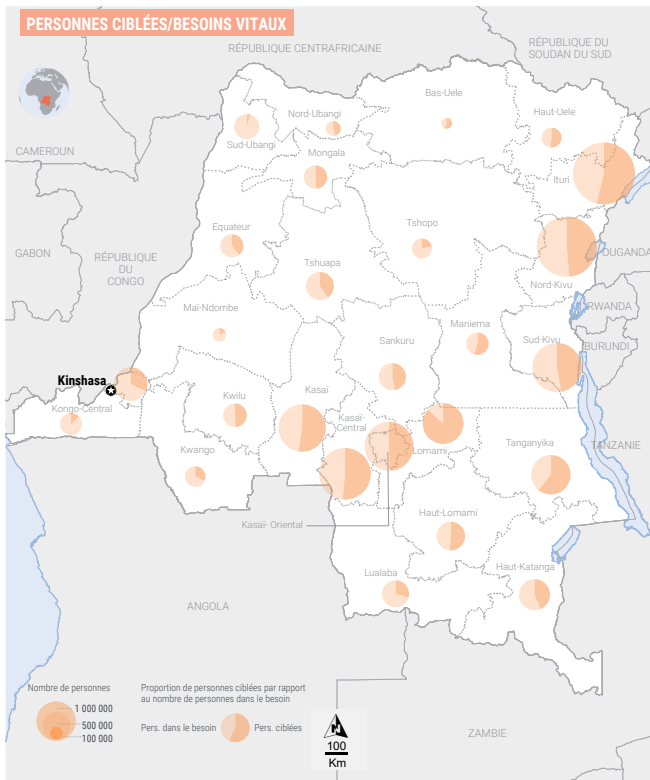 PERSONNES CIBLÉES/BESOINS VITAUX
RÉPUBLIQUE CENTRAFRICAINE
RÉPUBLIQUE DU
SOUDAN DU SUD
CAMEROUN
Nord-Ubangi
Bas-Uele
Haut-Uele
Sud-Ubangi
Mongala
Ituri
Equateur
Tshopo
GABON
RÉPUBLIQUE
DU
CONGO
OUGANDA
Tshuapa
Nord-Kivu
Maï-Ndombe
RWANDA
Maniema
Sud-Kivu
BURUNDI
Sankuru
Kinshasa
Kongo-Central
Kwilu
Kasaï
Kasaï-
Central
Kwango
Lomami
Tanganyika
TANZANIE
Kasaï- Oriental
Haut-Lomami
Lualaba
Haut-Katanga
ANGOLA
Nombre de personnes
1 000 000
500 000
100 000
Proportion de personnes ciblées par rapport
au nombre de personnes dans le besoin
Pers. dans le besoin
Pers. ciblées
N
100
Km
ZAMBIE